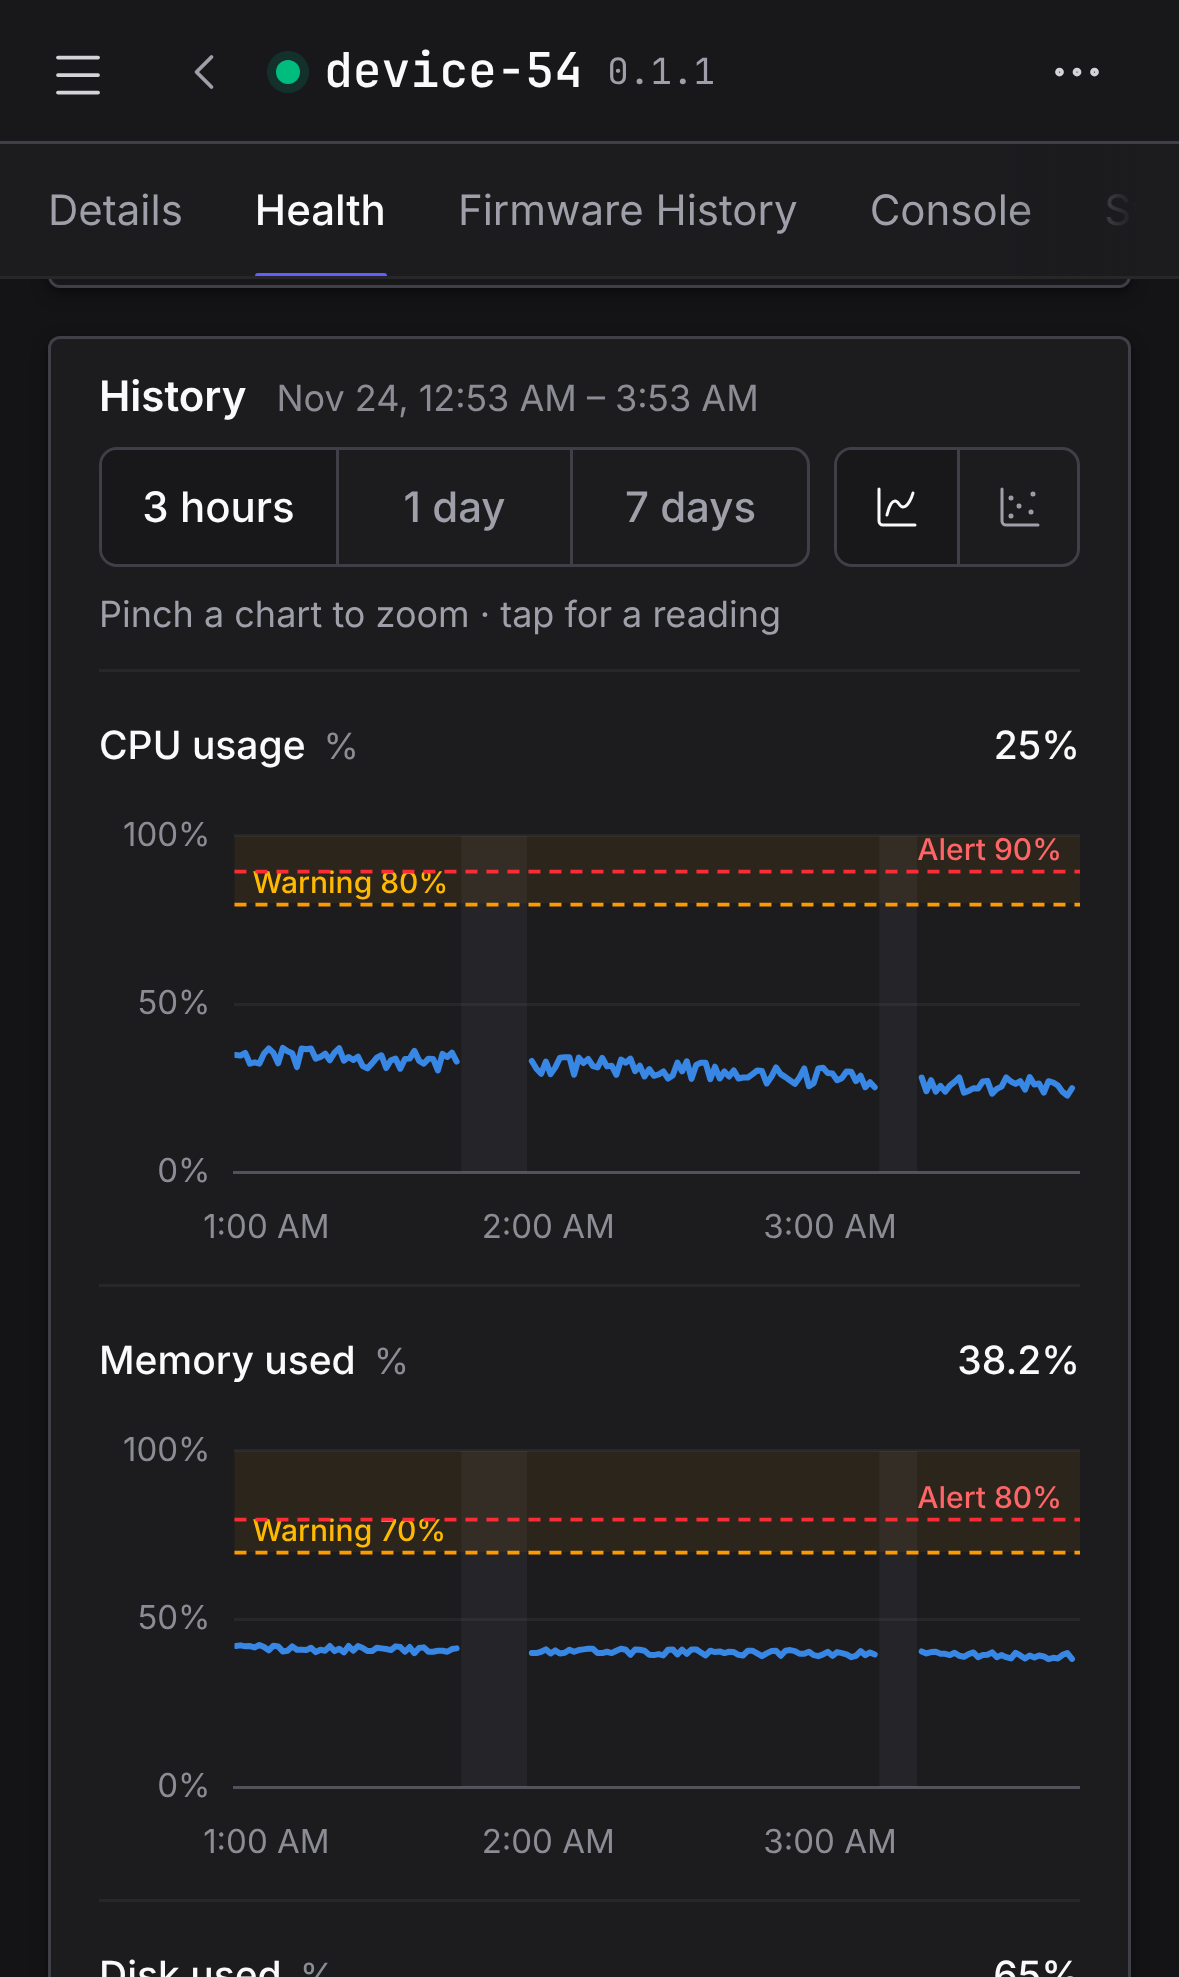 device-54 0.1.1
Details Health Firmware History Console S
History Nov 24, 12:53 AM – 3:53 AM
3 hours 1 day 7 days
Pinch a chart to zoom · tap for a reading
CPU usage % 25%
100%
Alert 90%
Warning 80%
50%
0%
1:00 AM 2:00 AM 3:00 AM
Memory used % 38.2%
100%
Alert 80%
Warning 70%
50%
0%
1:00 AM 2:00 AM 3:00 AM
Disk used % 65%